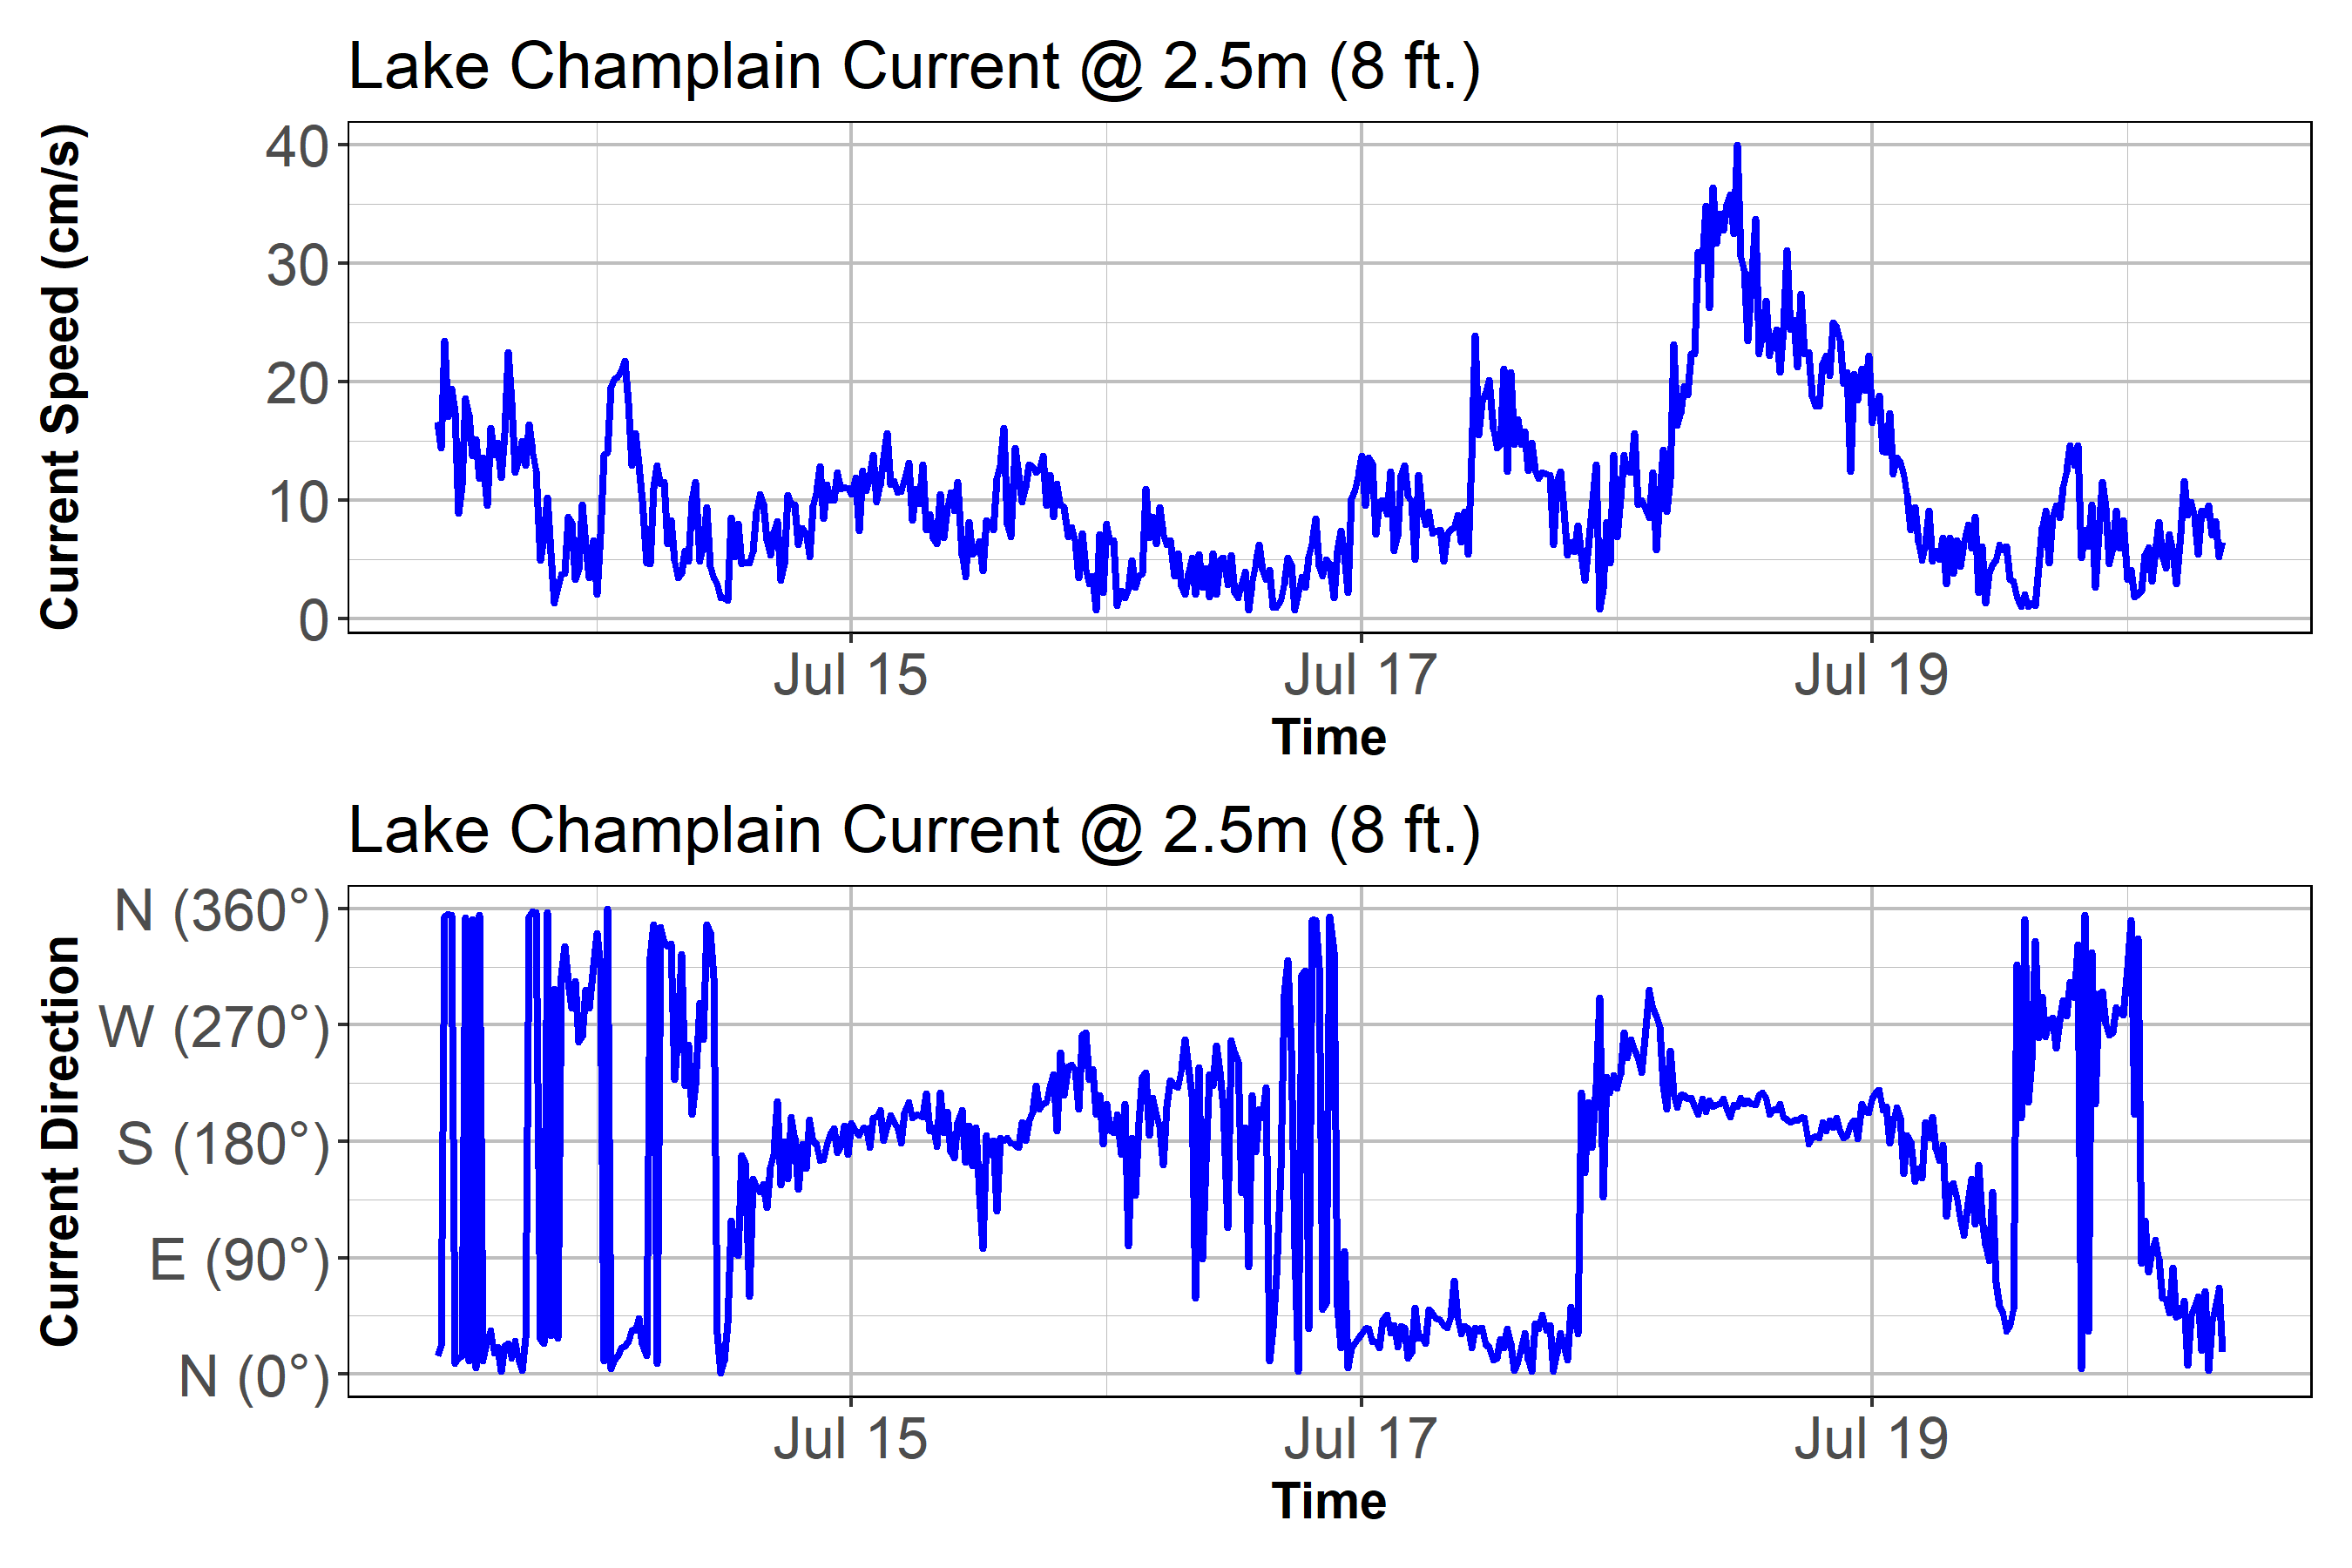 Lake Champlain Current @ 2.5m (8 ft.)
Current Speed (cm/s)
40
30
20
10
0
Jul 15 Jul 17 Jul 19
Time
Lake Champlain Current @ 2.5m (8 ft.)
Current Direction
N (360°)
W (270°)
S (180°)
E (90°)
N (0°)
Jul 15 Jul 17 Jul 19
Time